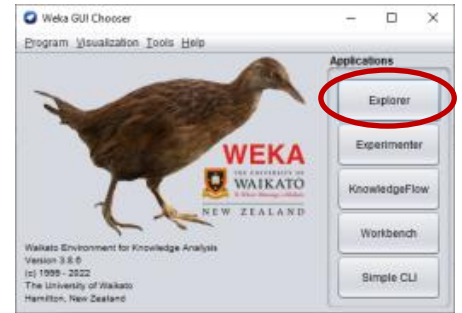 Weka GUI Chooser
Program Visualization Tools Help
Applications
Explorer
Experimenter
KnowledgeFlow
Workbench
Simple CLI
WEKA
THE UNIVERSITY OF
WAIKATO
NEW ZEALAND
Waikato Environment for Knowledge Analysis
Version 3.8.6
(c) 1999 - 2022
The University of Waikato
Hamilton, New Zealand